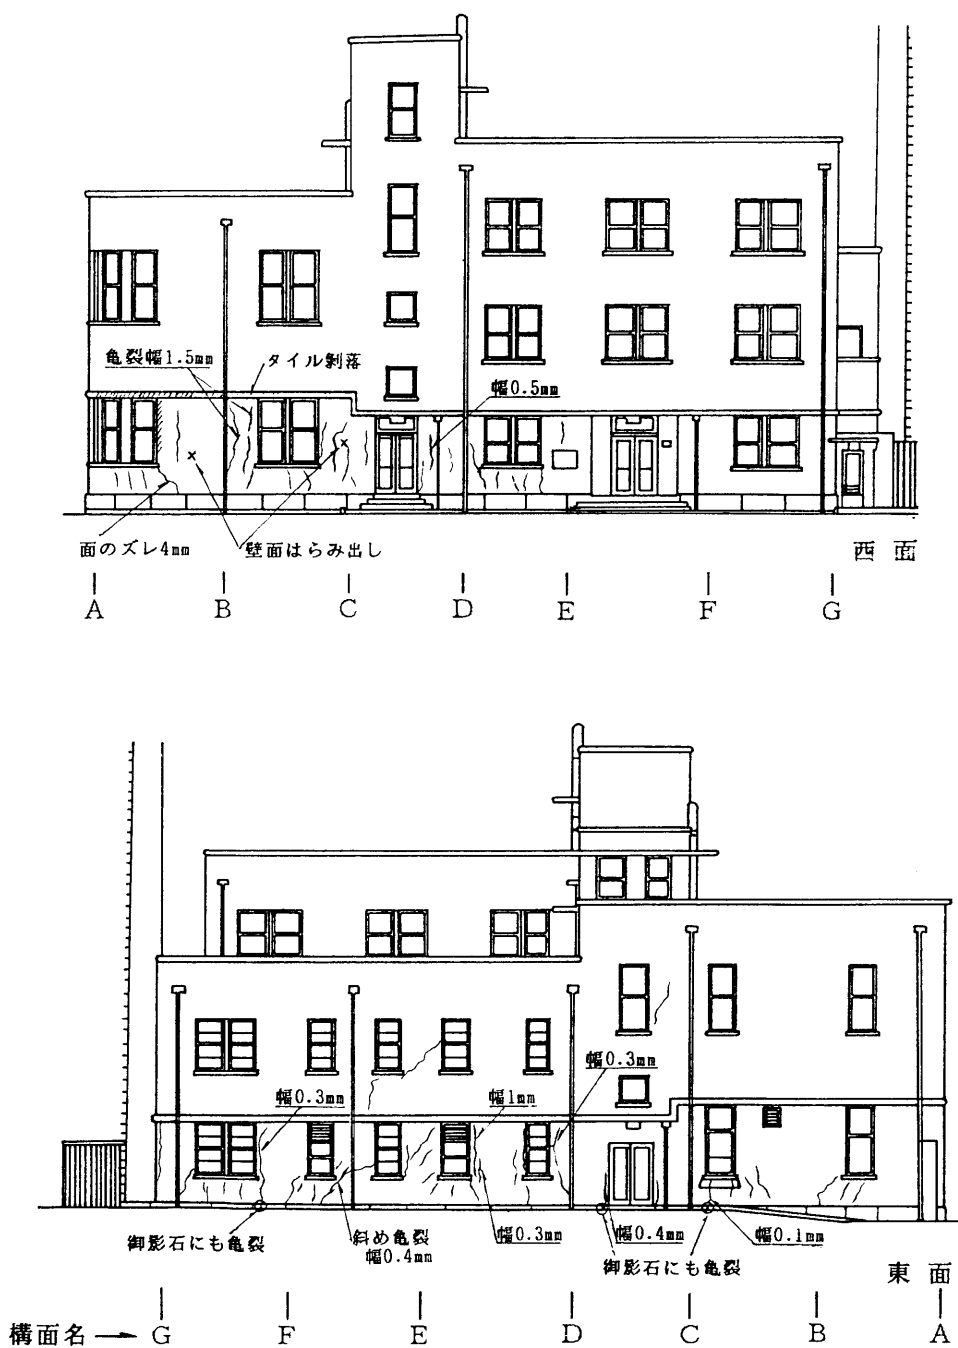 亀裂幅1.5mm
タイル剝落
幅0.5mm
面のズレ4mm
壁面はらみ出し
西面
A B C D E F G
幅0.3mm
幅0.3mm
幅1mm
御影石にも亀裂
斜め亀裂
幅0.4mm
幅0.3mm
幅0.4mm
幅0.1mm
御影石にも亀裂
東面
構面名 G F E D C B A